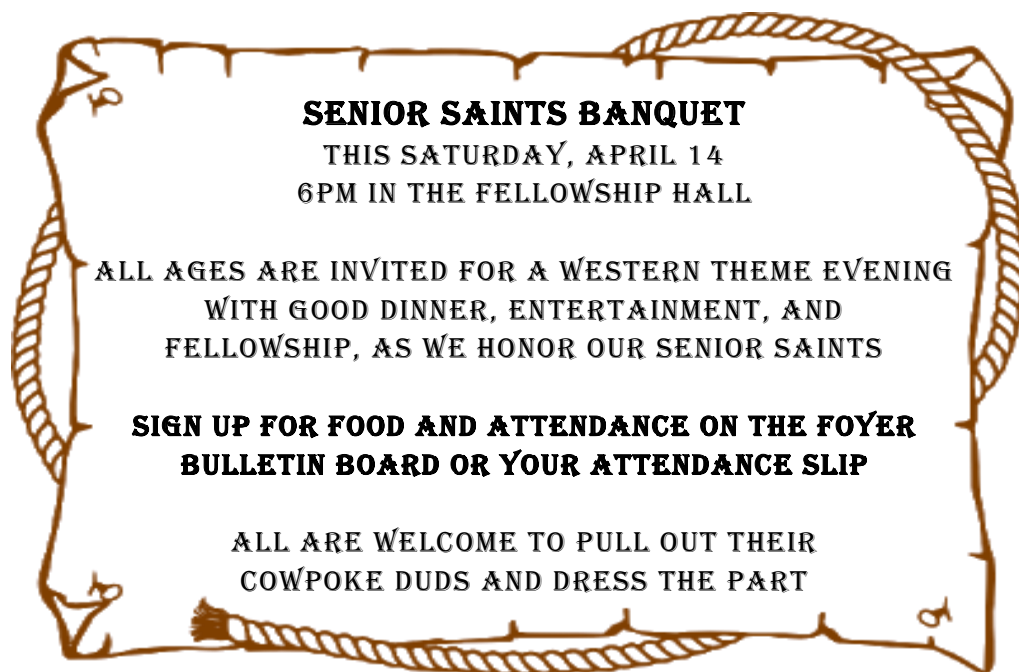 SENIOR SAINTS BANQUET
THIS SATURDAY, APRIL 14
6PM IN THE FELLOWSHIP HALL
ALL AGES ARE INVITED FOR A WESTERN THEME EVENING
WITH GOOD DINNER, ENTERTAINMENT, AND
FELLOWSHIP, AS WE HONOR OUR SENIOR SAINTS
SIGN UP FOR FOOD AND ATTENDANCE ON THE FOYER
BULLETIN BOARD OR YOUR ATTENDANCE SLIP
ALL ARE WELCOME TO PULL OUT THEIR
COWPOKE DUDS AND DRESS THE PART